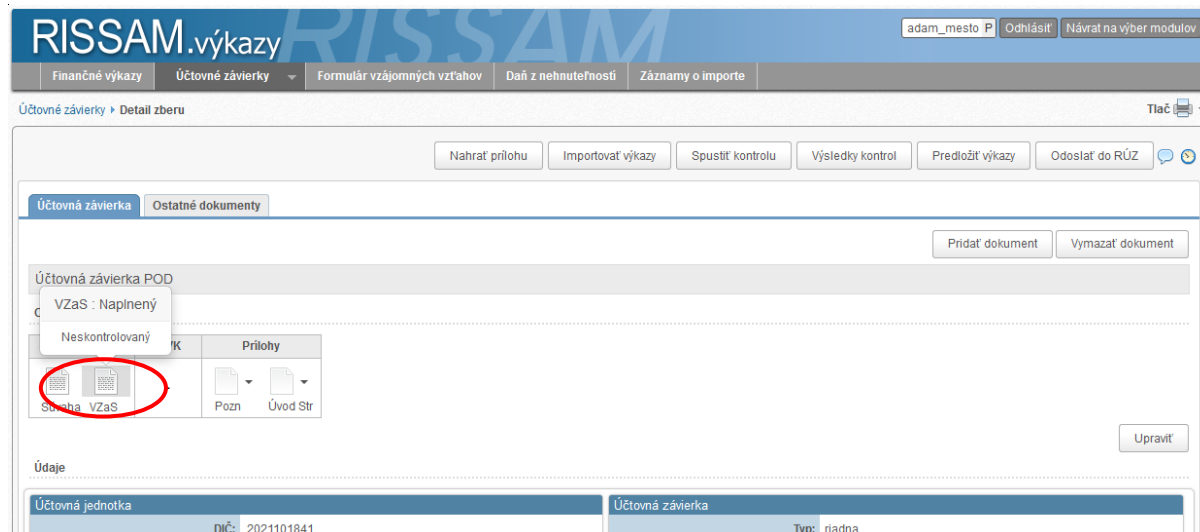 RISSAM.výkazy
RISSAM
adam_mesto P Odhlásiť Návrat na výber modulov
Finančné výkazy Účtovné závierky Formulár vzájomných vzťahov Daň z nehnuteľností Záznamy o importe
Účtovné závierky Detail zberu Tlač
Nahrať prílohu Importovať výkazy Spustiť kontrolu Výsledky kontrol Predložiť výkazy Odoslať do RÚZ
Účtovná závierka Ostatné dokumenty
Pridať dokument Vymazať dokument
Účtovná závierka POD
VZaS : Naplnený
Neskontrolovaný
Prílohy
Súvaha VZaS Pozn Úvod Str
Upraviť
Údaje
Účtovná jednotka Účtovná závierka
DIČ: 2021101841 Typ: riadna